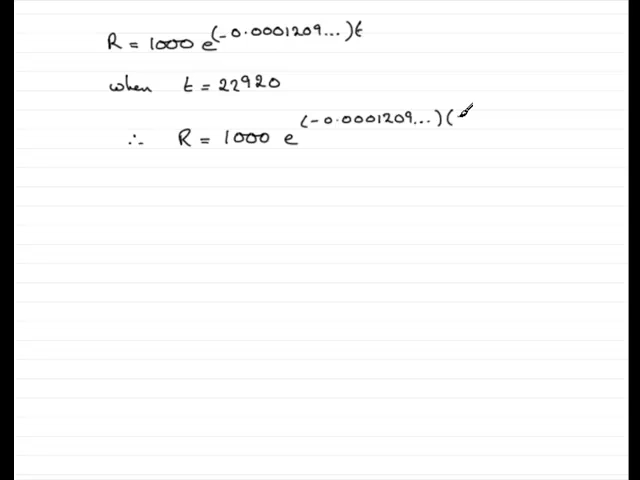 R = 1000 e^(-0.0001209...)t
when t = 22920
∴ R = 1000 e^(-0.0001209...)(